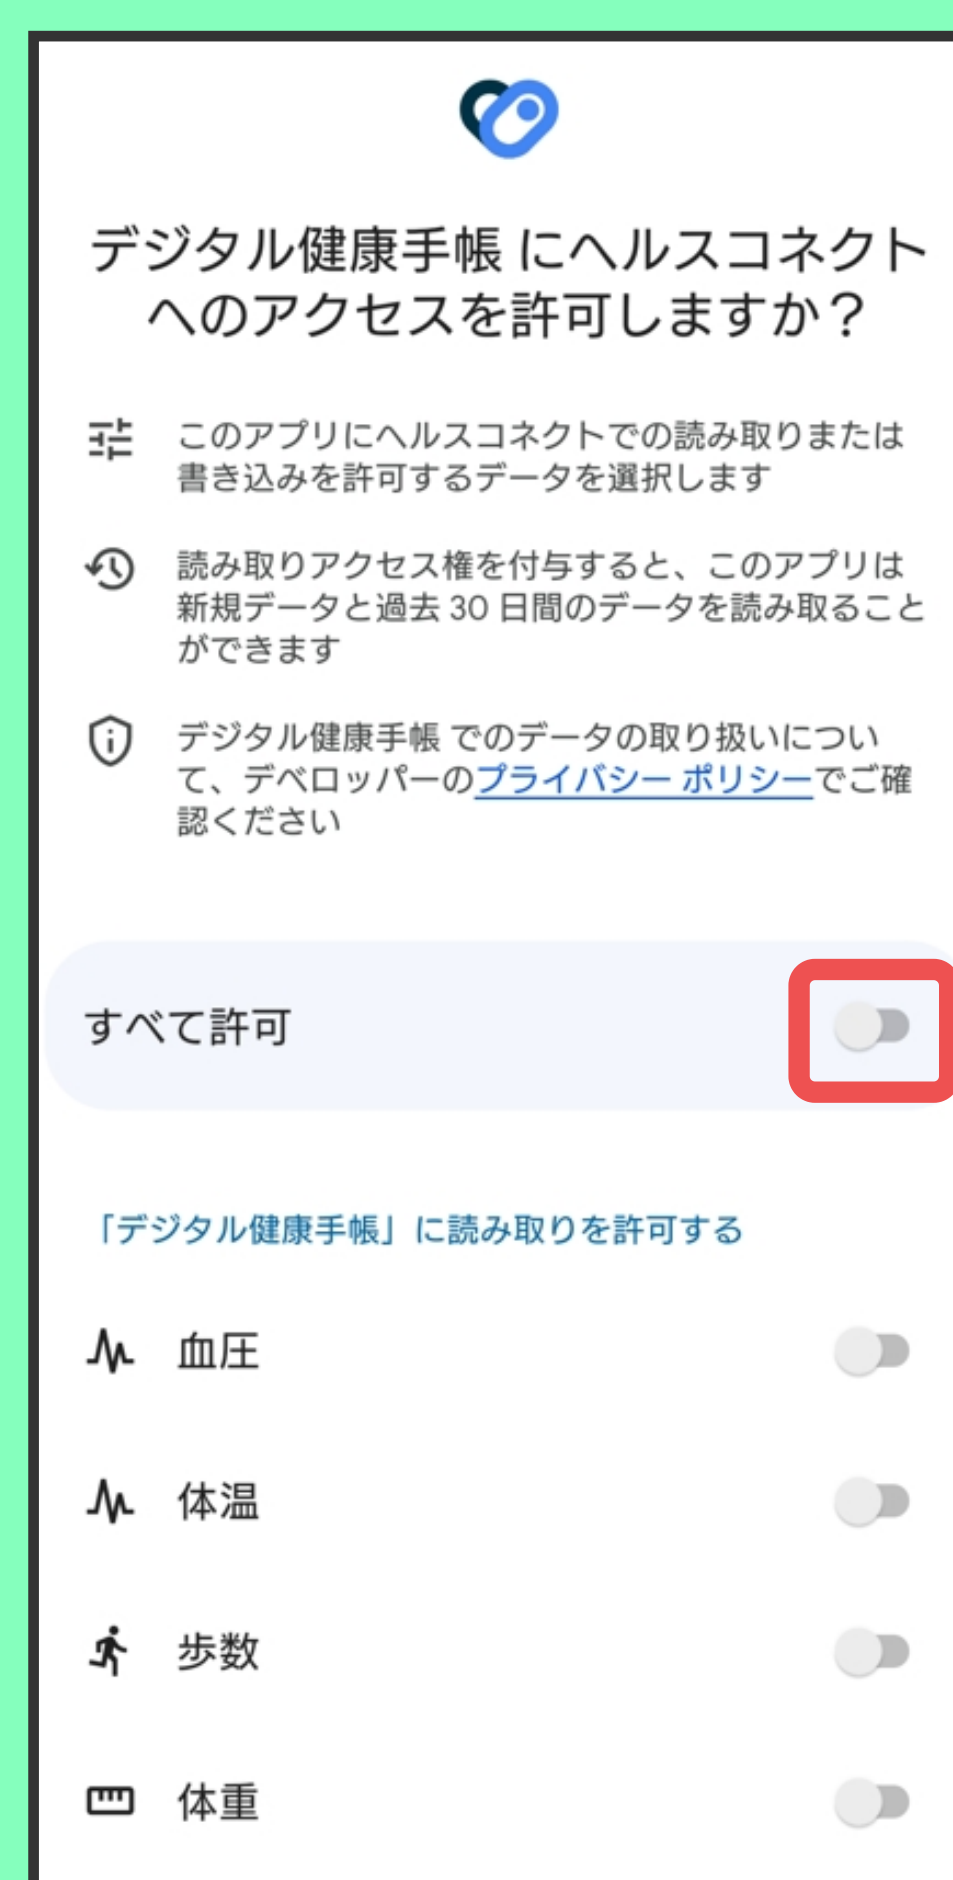 デジタル健康手帳 にヘルスコネクト
へのアクセスを許可しますか？
このアプリにヘルスコネクトでの読み取りまたは
書き込みを許可するデータを選択します
読み取りアクセス権を付与すると、このアプリは
新規データと過去 30 日間のデータを読み取ること
ができます
デジタル健康手帳 でのデータの取り扱いについ
て、デベロッパーのプライバシー ポリシーでご確
認ください
すべて許可
「デジタル健康手帳」に読み取りを許可する
血圧
体温
歩数
体重